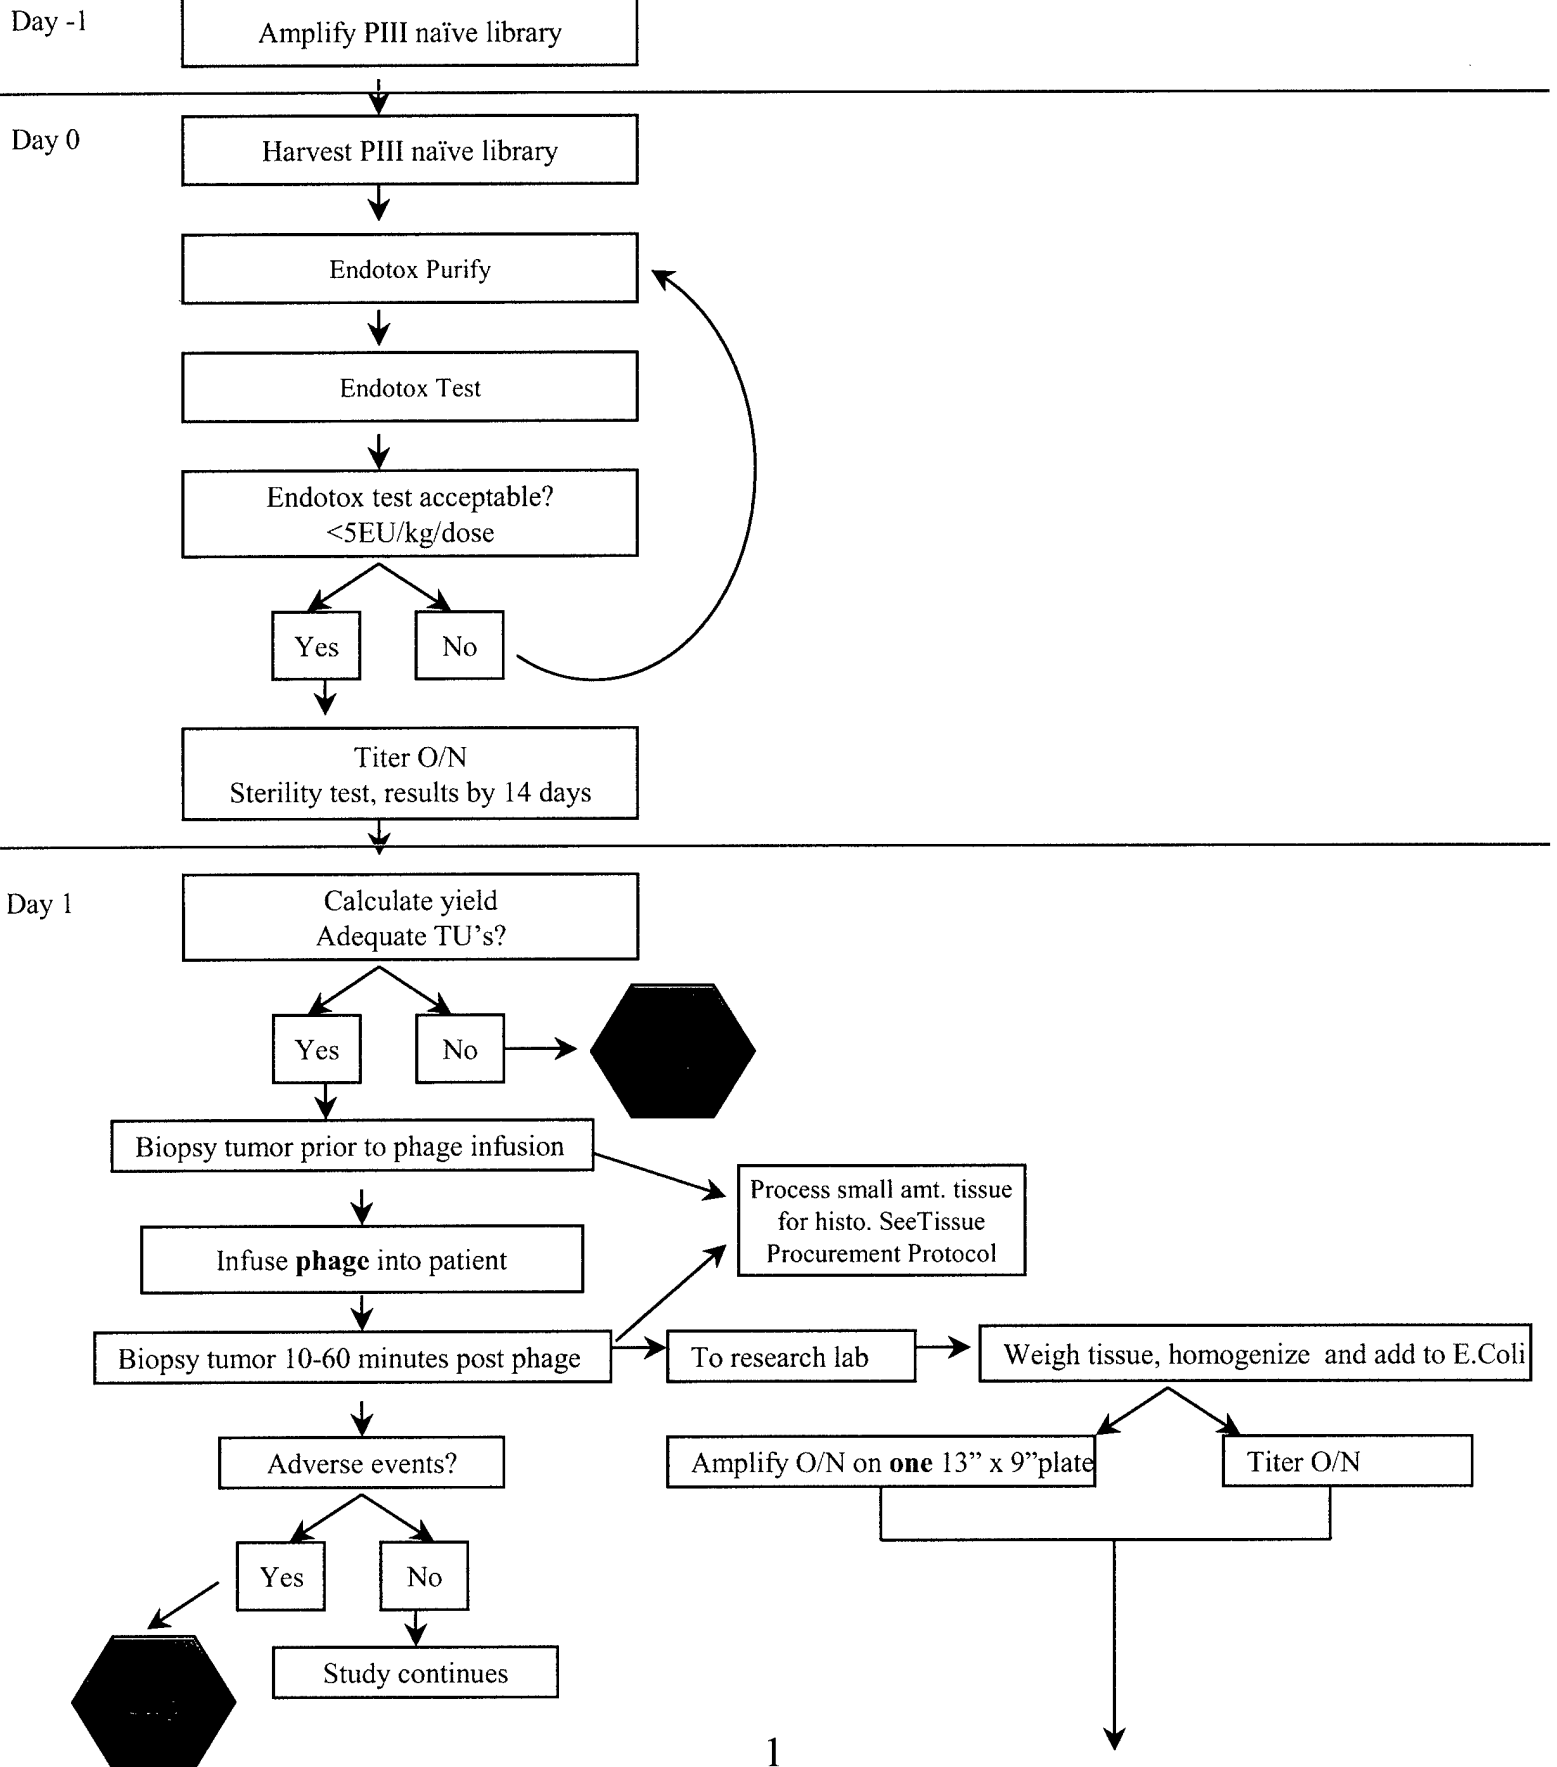 Day -1
Amplify PIII naïve library
Day 0
Harvest PIII naïve library
Endotox Purify
Endotox Test
Endotox test acceptable?
<5EU/kg/dose
Yes
No
Titer O/N
Sterility test, results by 14 days
Day 1
Calculate yield
Adequate TU's?
Yes
No
Biopsy tumor prior to phage infusion
Process small amt. tissue
for histo. SeeTissue
Procurement Protocol
Infuse phage into patient
Biopsy tumor 10-60 minutes post phage
To research lab
Weigh tissue, homogenize and add to E.Coli
Adverse events?
Amplify O/N on one 13” x 9”plate
Titer O/N
Yes
No
Study continues
1